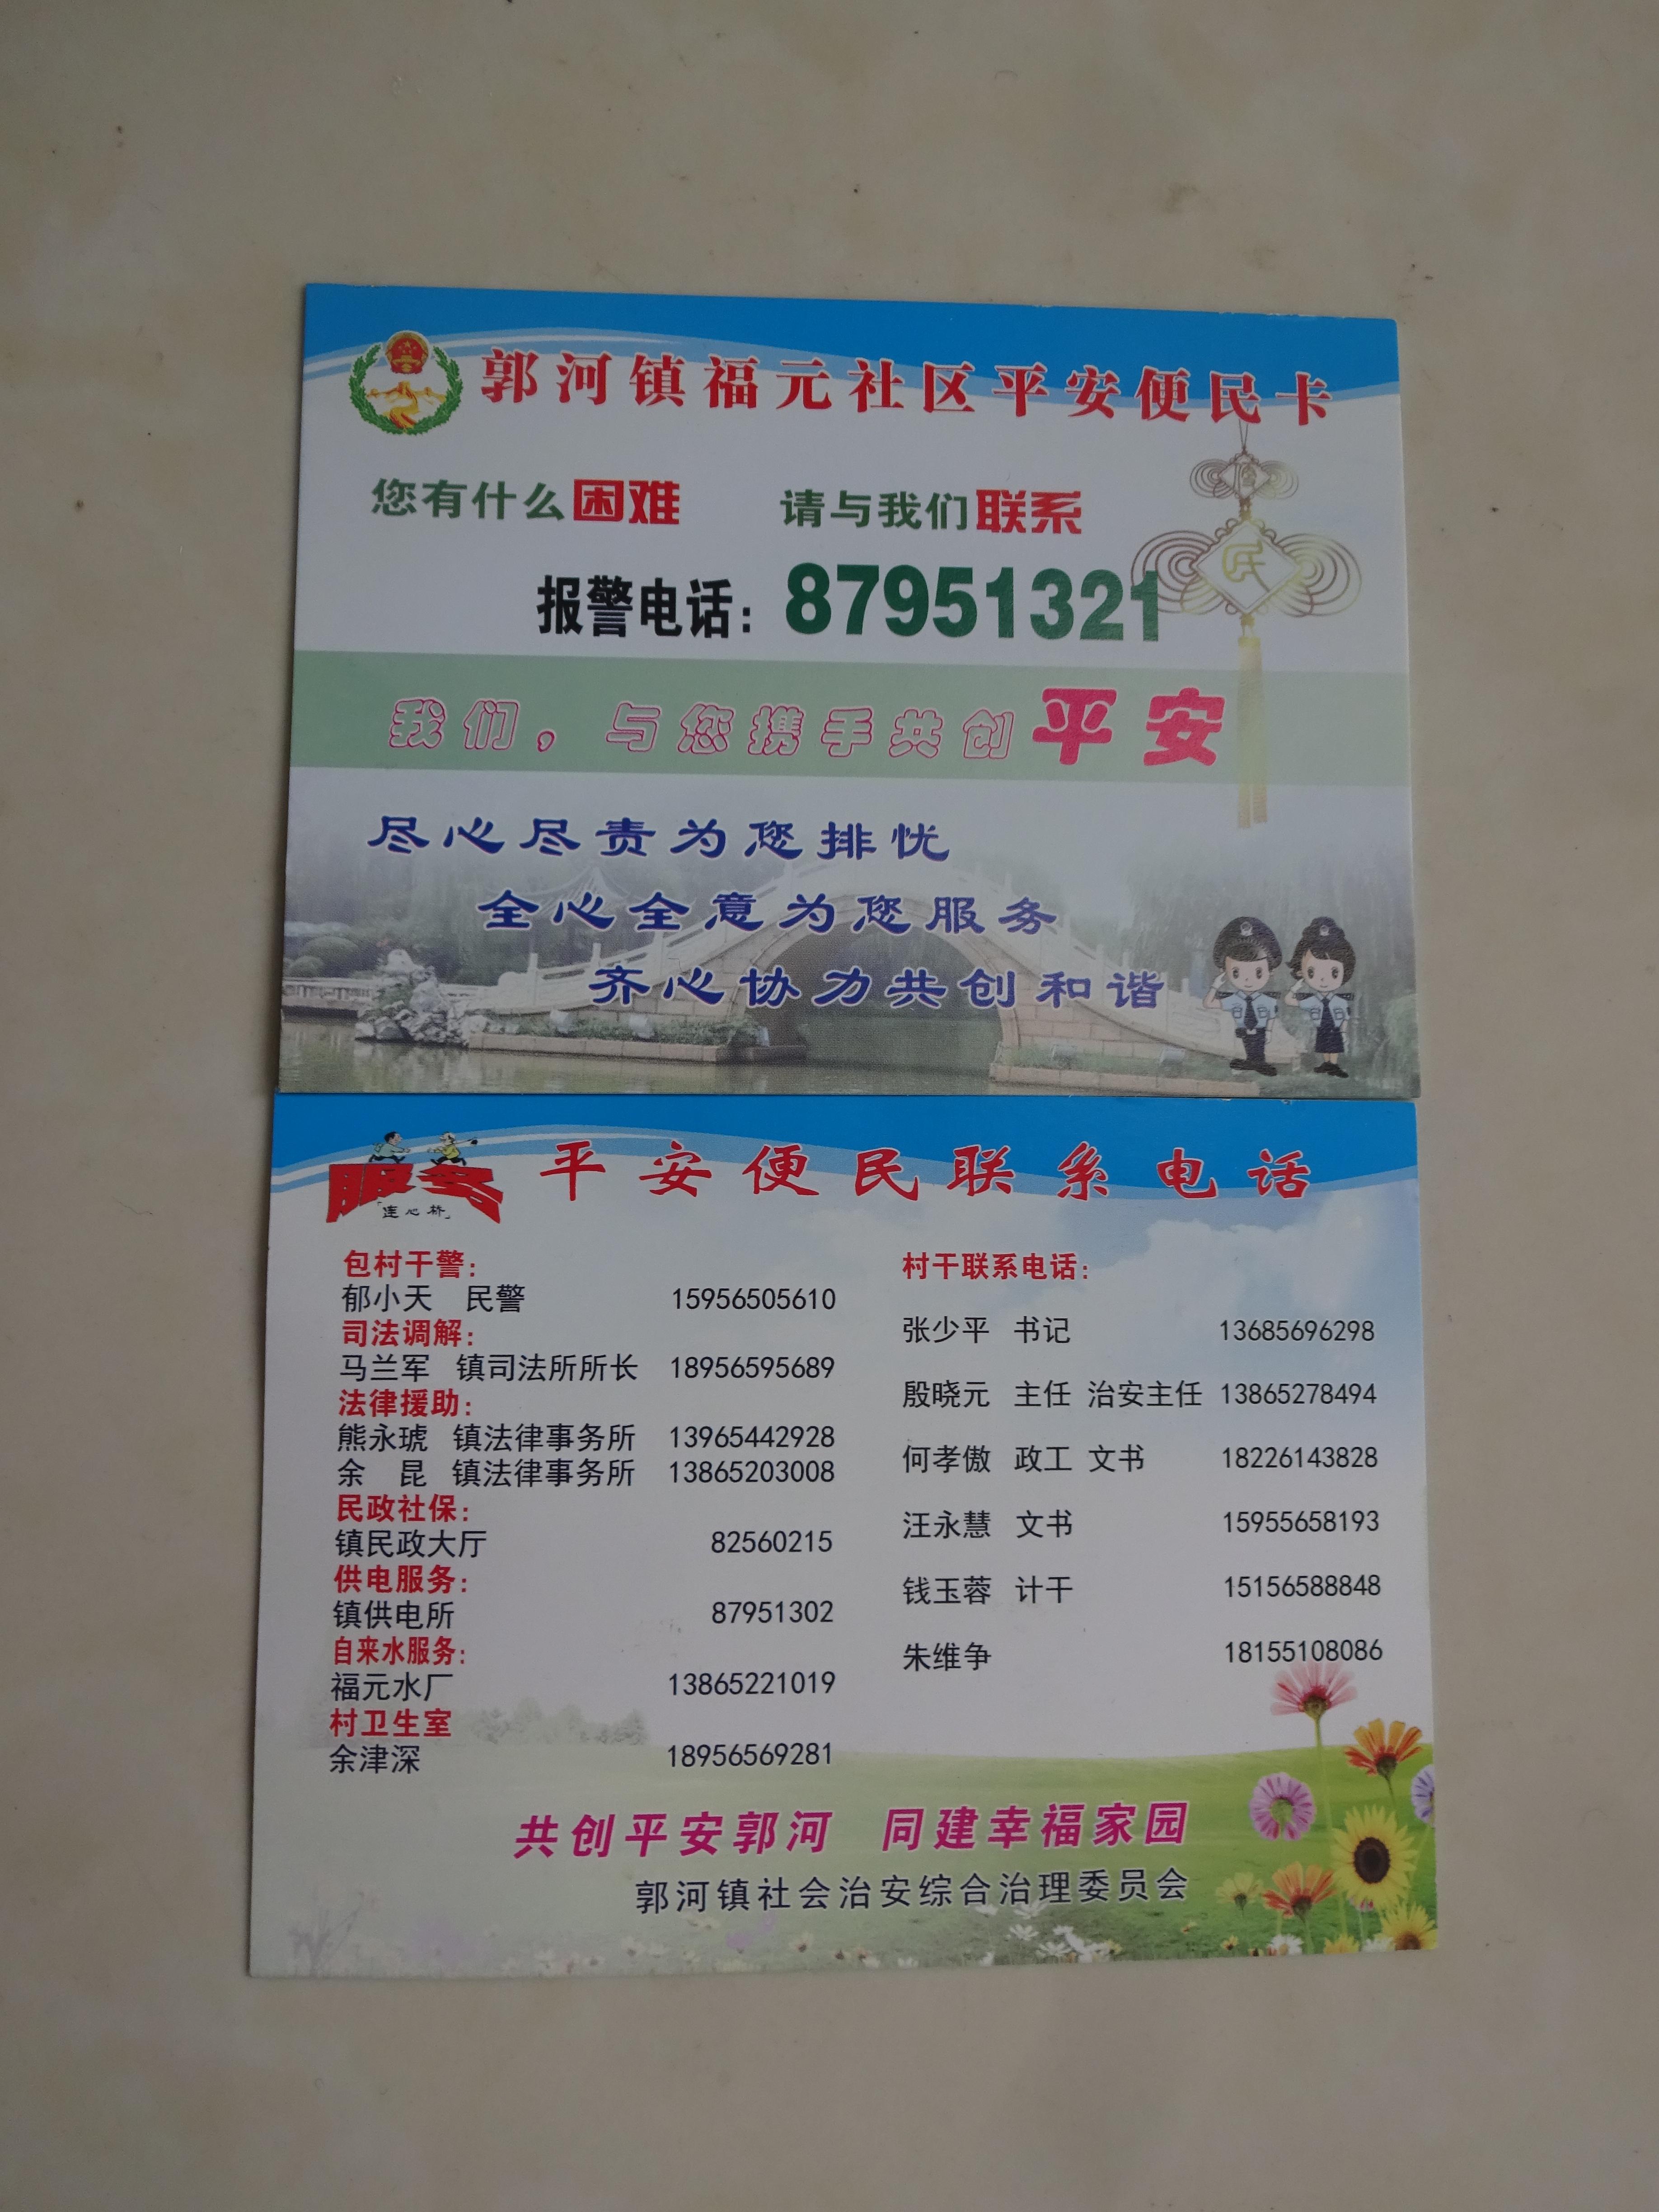 郭河镇福元社区平安便民卡
您有什么困难 请与我们联系
报警电话：87951321
我们，与您携手共创平安
尽心尽责为您排忧
全心全意为您服务
齐心协力共创和谐
民
服务
“连心桥”
平安便民联系电话
包村干警：
郁小天 民警 15956505610
司法调解：
马兰军 镇司法所所长 18956595689
法律援助：
熊永琥 镇法律事务所 13965442928
余 昆 镇法律事务所 13865203008
民政社保：
镇民政大厅 82560215
供电服务：
镇供电所 87951302
自来水服务：
福元水厂 13865221019
村卫生室
余津深 18956569281
村干联系电话：
张少平 书记 13685696298
殷晓元 主任 治安主任 13865278494
何孝傲 政工 文书 18226143828
汪永慧 文书 15955658193
钱玉蓉 计干 15156588848
朱维争 18155108086
共创平安郭河 同建幸福家园
郭河镇社会治安综合治理委员会